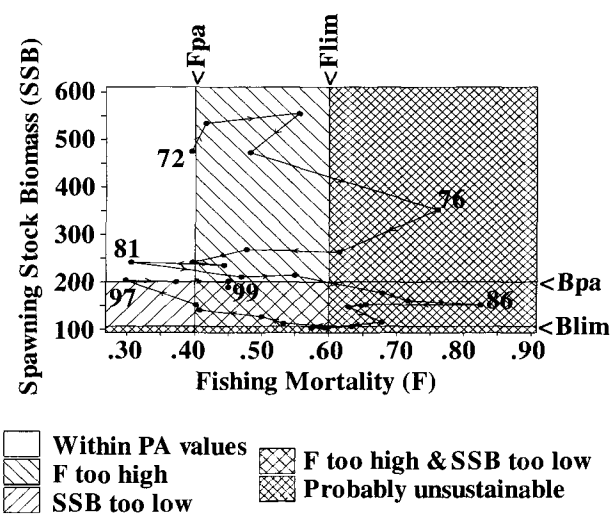 <Fpa
<Flim
Spawning Stock Biomass (SSB)
600
500
400
300
200
100
72
76
81
97
99
86
<Bpa
<Blim
.30 .40 .50 .60 .70 .80 .90
Fishing Mortality (F)
Within PA values
F too high
SSB too low
F too high & SSB too low
Probably unsustainable